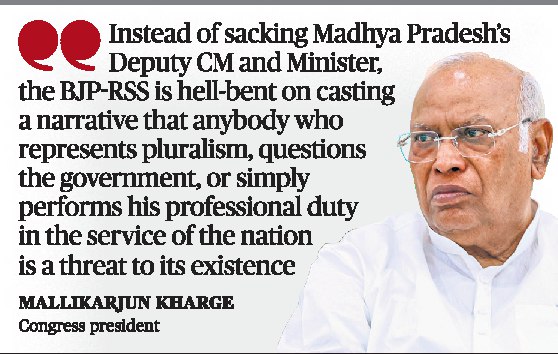 Instead of sacking Madhya Pradesh's
Deputy CM and Minister,
the BJP-RSS is hell-bent on casting
a narrative that anybody who
represents pluralism, questions
the government, or simply
performs his professional duty
in the service of the nation
is a threat to its existence
MALLIKARJUN KHARGE
Congress president